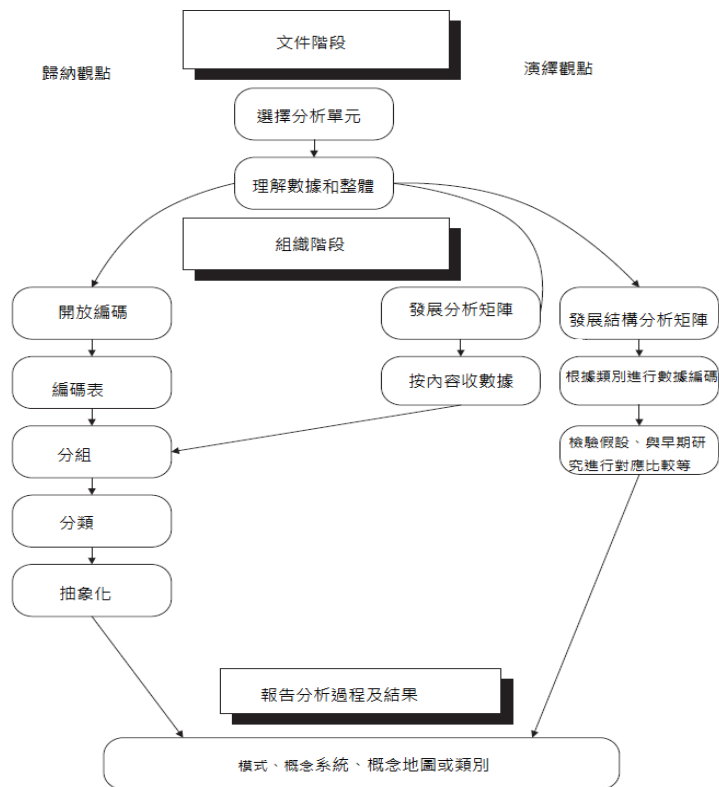 文件階段
歸納觀點
演繹觀點
選擇分析單元
理解數據和整體
組織階段
開放編碼
發展分析矩陣
發展結構分析矩陣
編碼表
按內容收數據
根據類別進行數據編碼
分組
檢驗假設、與早期研
究進行對應比較等
分類
抽象化
報告分析過程及結果
模式、概念系統、概念地圖或類別